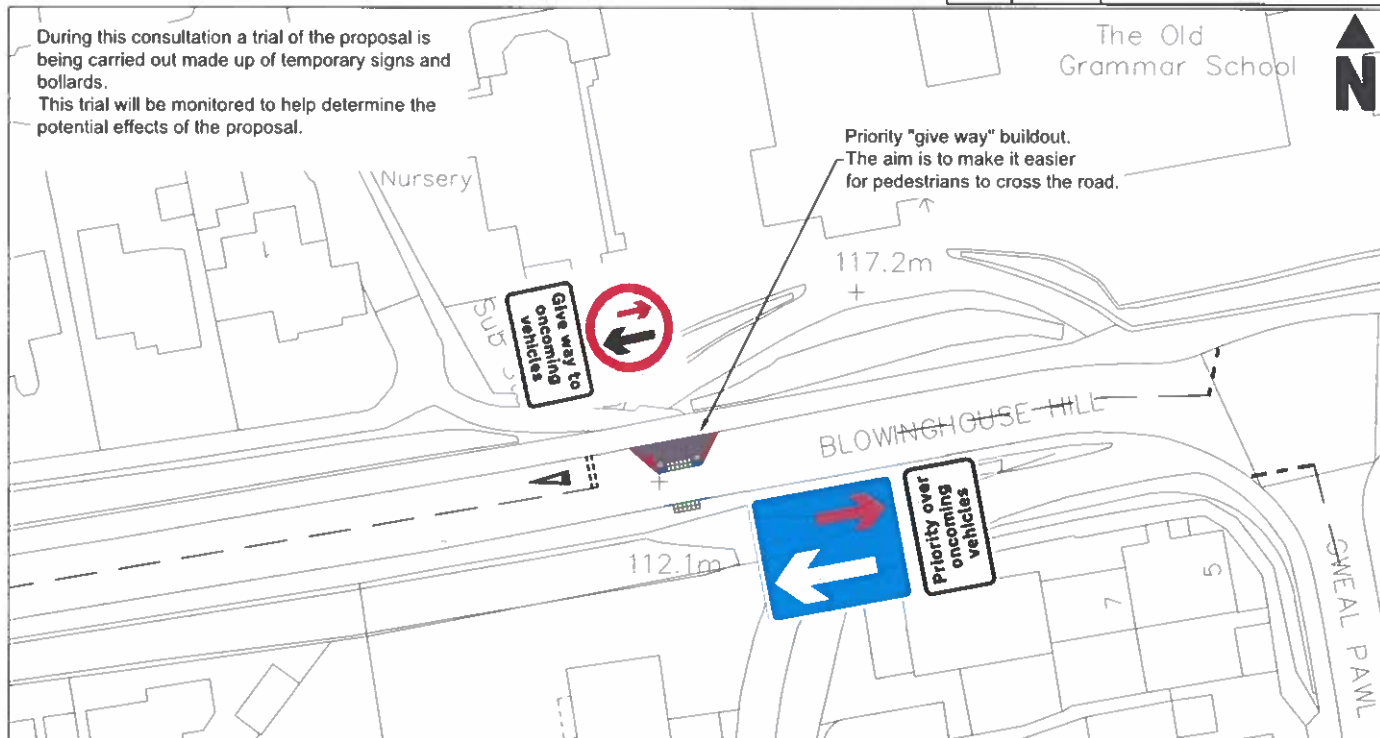 During this consultation a trial of the proposal is
being carried out made up of temporary signs and
bollards.
This trial will be monitored to help determine the
potential effects of the proposal.
The Old
Grammar School
N
Priority "give way" buildout.
The aim is to make it easier
for pedestrians to cross the road.
Nursery
117.2m
Sub
Give way to
oncoming
vehicles
BLOWINGHOUSE HILL
Priority over
oncoming
vehicles
112.1m
7
5
GWEAL PAWL